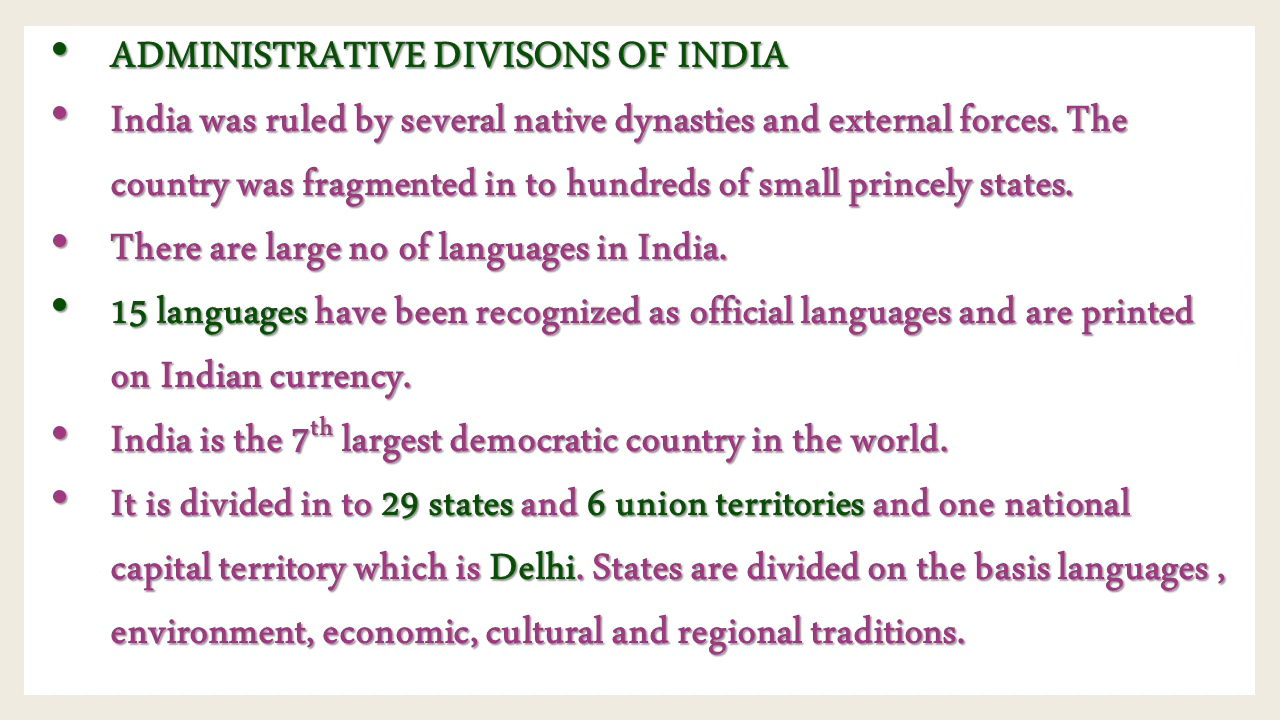 • ADMINISTRATIVE DIVISONS OF INDIA
• India was ruled by several native dynasties and external forces. The
country was fragmented in to hundreds of small princely states.
• There are large no of languages in India.
• 15 languages have been recognized as official languages and are printed
on Indian currency.
• India is the 7th largest democratic country in the world.
• It is divided in to 29 states and 6 union territories and one national
capital territory which is Delhi. States are divided on the basis languages ,
environment, economic, cultural and regional traditions.